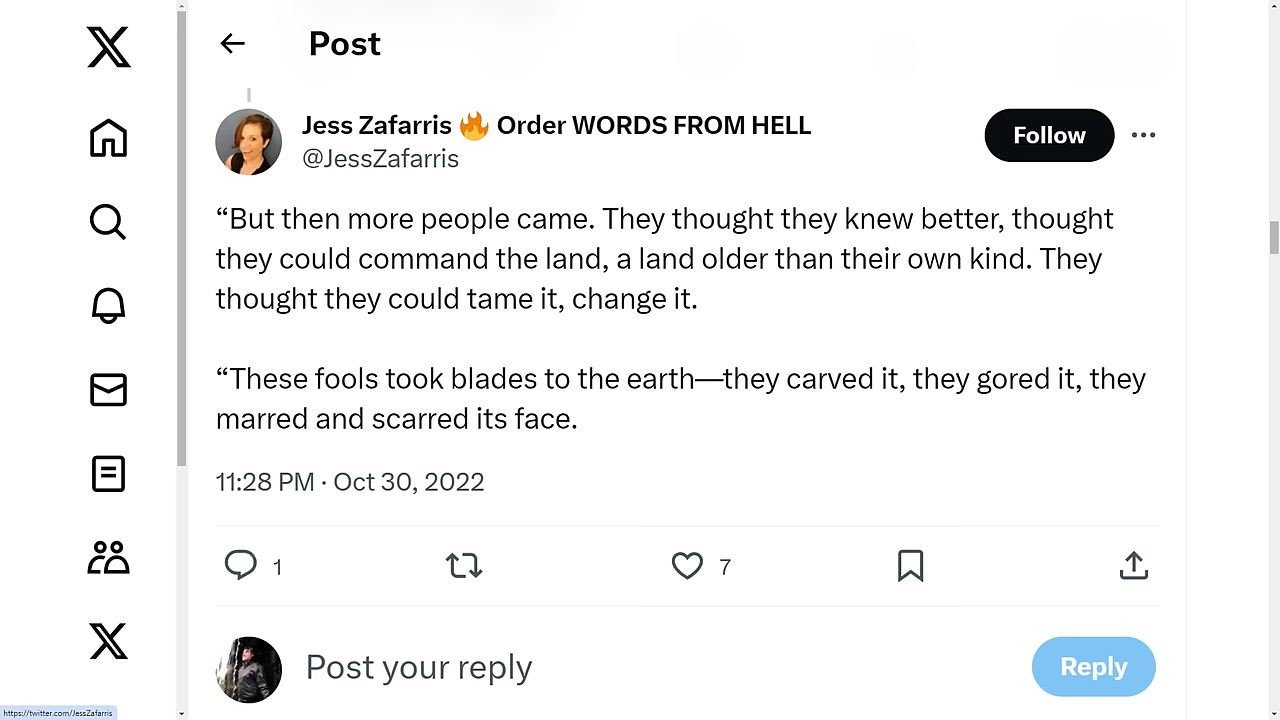 Post
Jess Zafarris 🔥 Order WORDS FROM HELL
@JessZafarris
Follow
“But then more people came. They thought they knew better, thought
they could command the land, a land older than their own kind. They
thought they could tame it, change it.
“These fools took blades to the earth—they carved it, they gored it, they
marred and scarred its face.
11:28 PM · Oct 30, 2022
1
7
Post your reply
Reply
https://twitter.com/JessZafarris